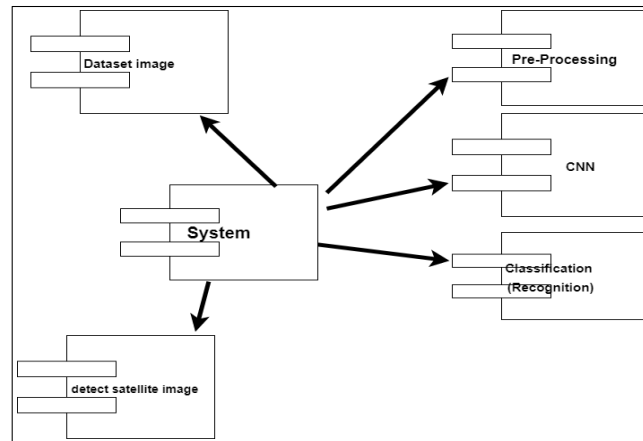 Dataset image
Pre-Processing
CNN
System
Classification
(Recognition)
detect satellite image